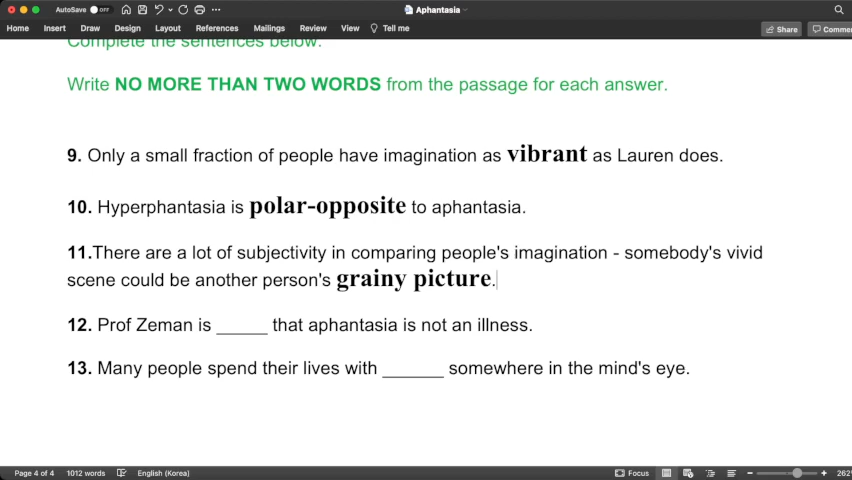 AutoSave OFF
Aphantasia
Home Insert Draw Design Layout References Mailings Review View Tell me
Share Comme
Complete the sentences below.
Write NO MORE THAN TWO WORDS from the passage for each answer.
9. Only a small fraction of people have imagination as vibrant as Lauren does.
10. Hyperphantasia is polar-opposite to aphantasia.
11.There are a lot of subjectivity in comparing people's imagination - somebody's vivid
scene could be another person's grainy picture.
12. Prof Zeman is _____ that aphantasia is not an illness.
13. Many people spend their lives with ______ somewhere in the mind's eye.
Page 4 of 4 1012 words English (Korea) Focus 262